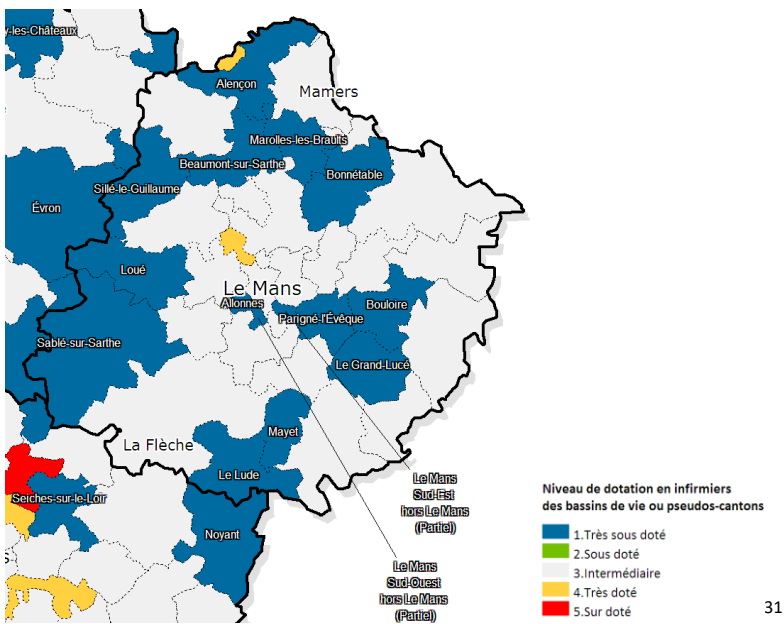 y-les-Châteaux
Alençon
Mamers
Marolles-les-Braults
Beaumont-sur-Sarthe
Bonnétable
Sillé-le-Guillaume
Évron
Loué
Le Mans
Allonnes
Bouloire
Parigné-l'Évêque
Sablé-sur-Sarthe
Le Grand-Lucé
Mayet
La Flèche
Le Lude
Le Mans
Sud-Est
hors Le Mans
(Partiel)
Seiches-sur-le-Loir
Noyant
s
Le Mans
Sud-Ouest
hors Le Mans
(Partiel)
Niveau de dotation en infirmiers
des bassins de vie ou pseudos-cantons
1.Très sous doté
2.Sous doté
3.Intermédiaire
4.Très doté
5.Sur doté
31